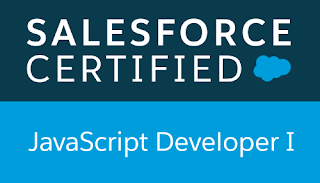 SALESFORCE
CERTIFIED
JavaScript Developer I